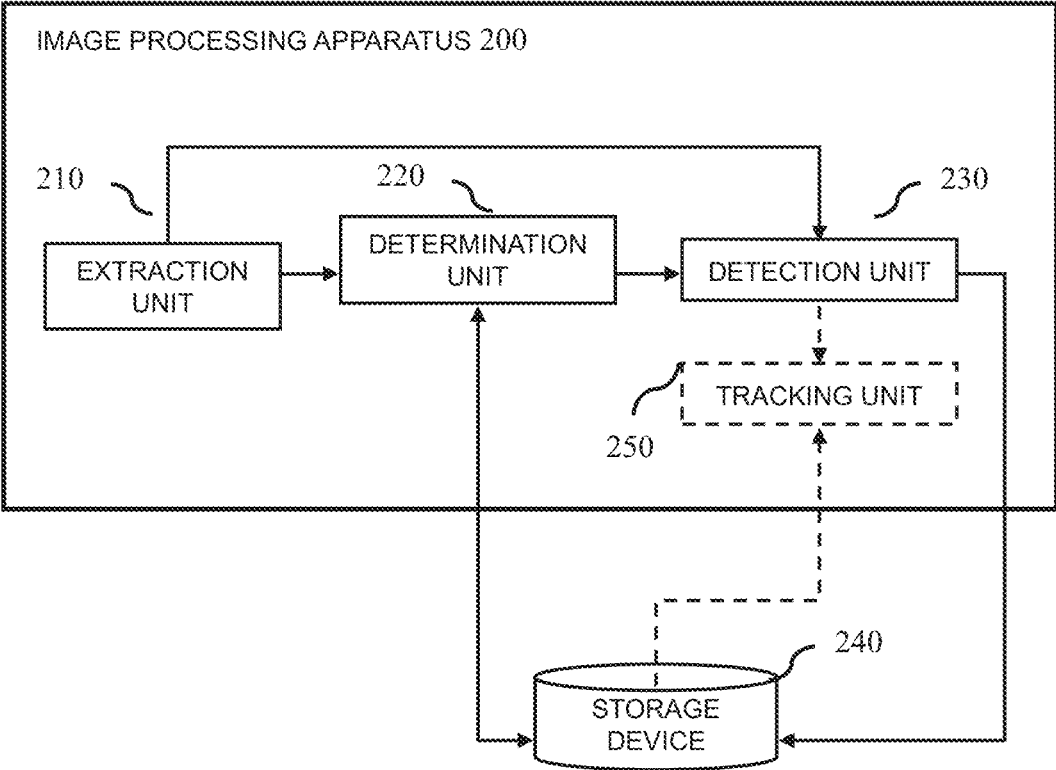 IMAGE PROCESSING APPARATUS 200
210
220
230
EXTRACTION
UNIT
DETERMINATION
UNIT
DETECTION UNIT
250
TRACKING UNIT
240
STORAGE
DEVICE